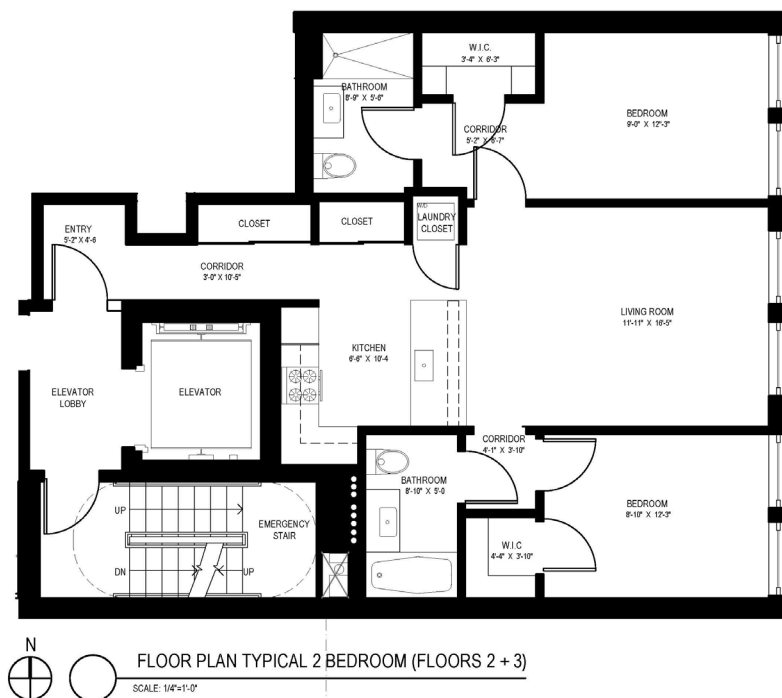 W.I.C.
3'-4" X 6'-3"
BATHROOM
8'-9" X 5'-6"
BEDROOM
9'-0" X 12'-3"
CORRIDOR
5'-2" X 6'-7"
W/D
LAUNDRY
CLOSET
CLOSET
CLOSET
ENTRY
5'-2" X 4'-6
CORRIDOR
3'-0" X 10'-5"
LIVING ROOM
11'-11" X 16'-5"
KITCHEN
6'-6" X 10'-4
ELEVATOR
LOBBY
ELEVATOR
CORRIDOR
4'-1" X 3'-10"
BATHROOM
8'-10" X 5'-0
BEDROOM
8'-10" X 12'-3"
UP
EMERGENCY
STAIR
W.I.C
4'-4" X 3'-10"
DN
UP
N
FLOOR PLAN TYPICAL 2 BEDROOM (FLOORS 2 + 3)
SCALE: 1/4"=1'-0"